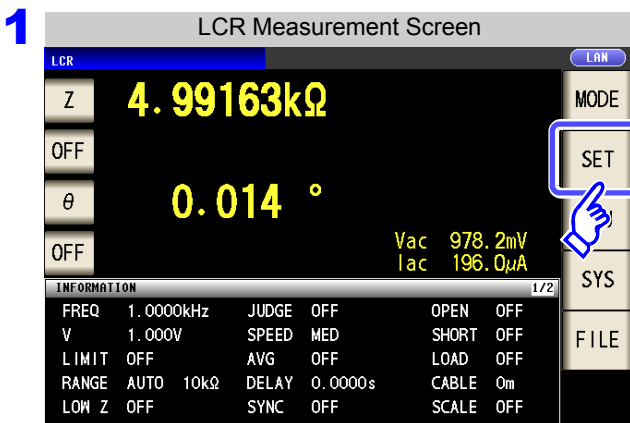 1
LCR Measurement Screen
LCR
LAN
Z 4.99163kΩ
MODE
OFF
SET
θ 0.014 °
OFF
Vac 978.2mV
Iac 196.0μA
SYS
INFORMATION 1/2
FREQ 1.0000kHz JUDGE OFF OPEN OFF
V 1.000V SPEED MED SHORT OFF
FILE
LIMIT OFF AVG OFF LOAD OFF
RANGE AUTO 10kΩ DELAY 0.0000s CABLE 0m
LOW Z OFF SYNC OFF SCALE OFF